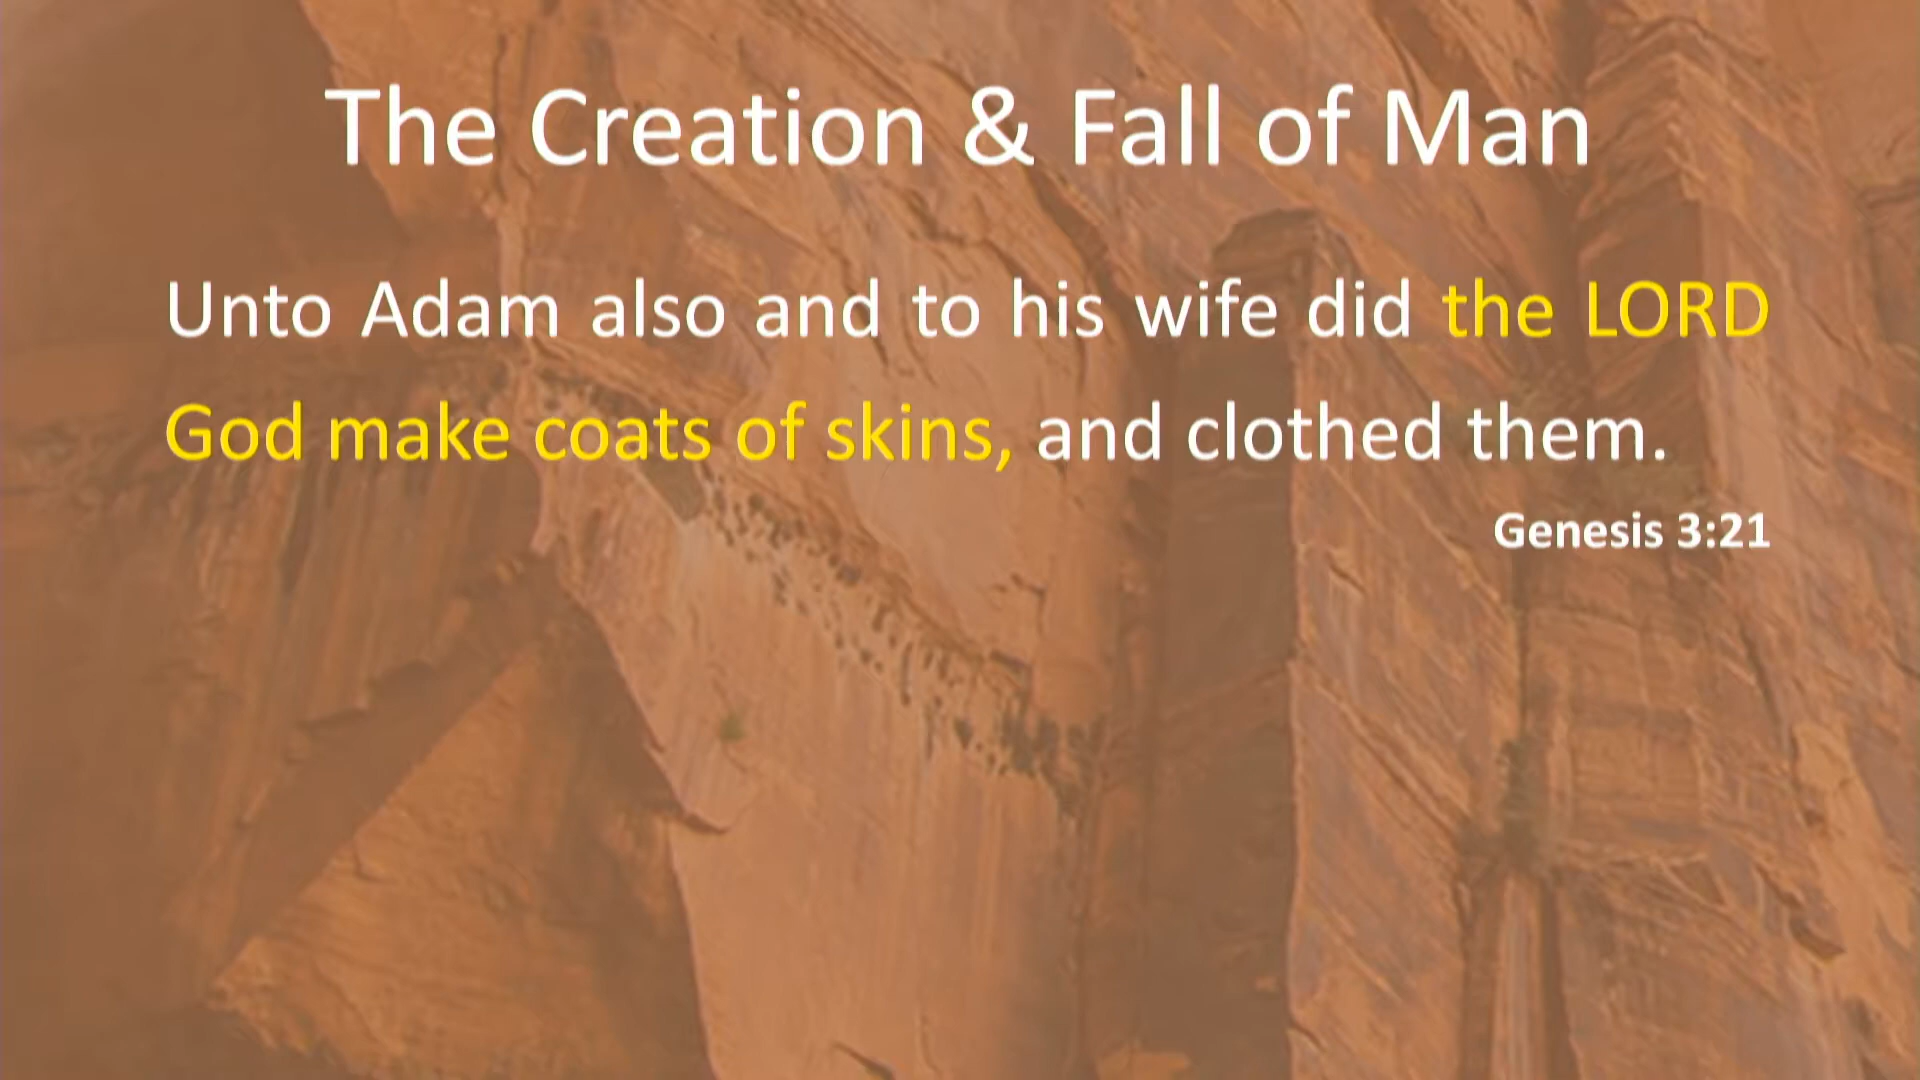 The Creation & Fall of Man
Unto Adam also and to his wife did the LORD
God make coats of skins, and clothed them.
Genesis 3:21